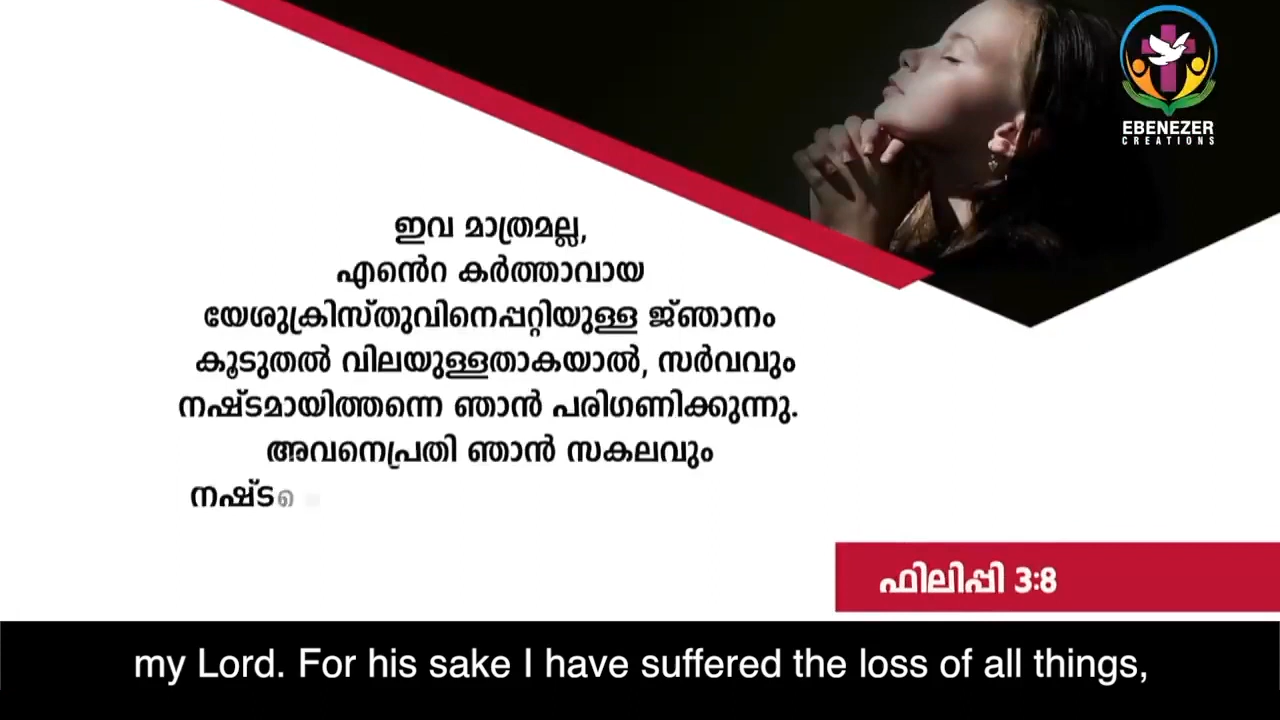 EBENEZER
CREATIONS
ഇവ മാത്രമല്ല,
എൻെറ കർത്താവായ
യേശുക്രിസ്തുവിനെപ്പറ്റിയുള്ള ജ്ഞാനം
കൂടുതൽ വിലയുള്ളതാകയാൽ, സർവവും
നഷ്ടമായിത്തന്നെ ഞാൻ പരിഗണിക്കുന്നു.
അവനെപ്രതി ഞാൻ സകലവും
നഷ്ട
ഫിലിപ്പി 3:8
my Lord. For his sake I have suffered the loss of all things,